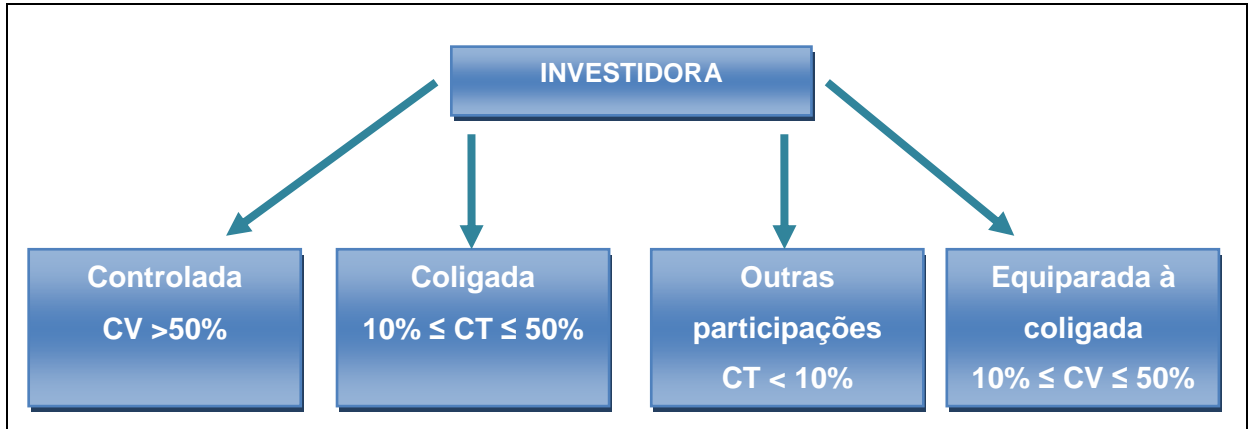 INVESTIDORA
Controlada
CV >50%
Coligada
10% ≤ CT ≤ 50%
Outras
participações
CT < 10%
Equiparada à
coligada
10% ≤ CV ≤ 50%